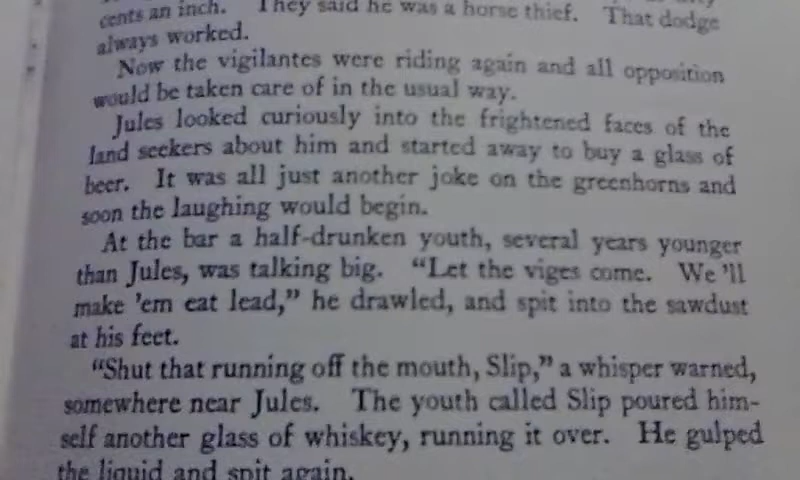 cents an inch. They said he was a horse thief. That dodge
always worked.
Now the vigilantes were riding again and all opposition
would be taken care of in the usual way.
Jules looked curiously into the frightened faces of the
land seekers about him and started away to buy a glass of
beer. It was all just another joke on the greenhorns and
soon the laughing would begin.
At the bar a half-drunken youth, several years younger
than Jules, was talking big. “Let the viges come. We’ll
make ’em eat lead,” he drawled, and spit into the sawdust
at his feet.
“Shut that running off the mouth, Slip,” a whisper warned,
somewhere near Jules. The youth called Slip poured him-
self another glass of whiskey, running it over. He gulped
the liquid and spit again.